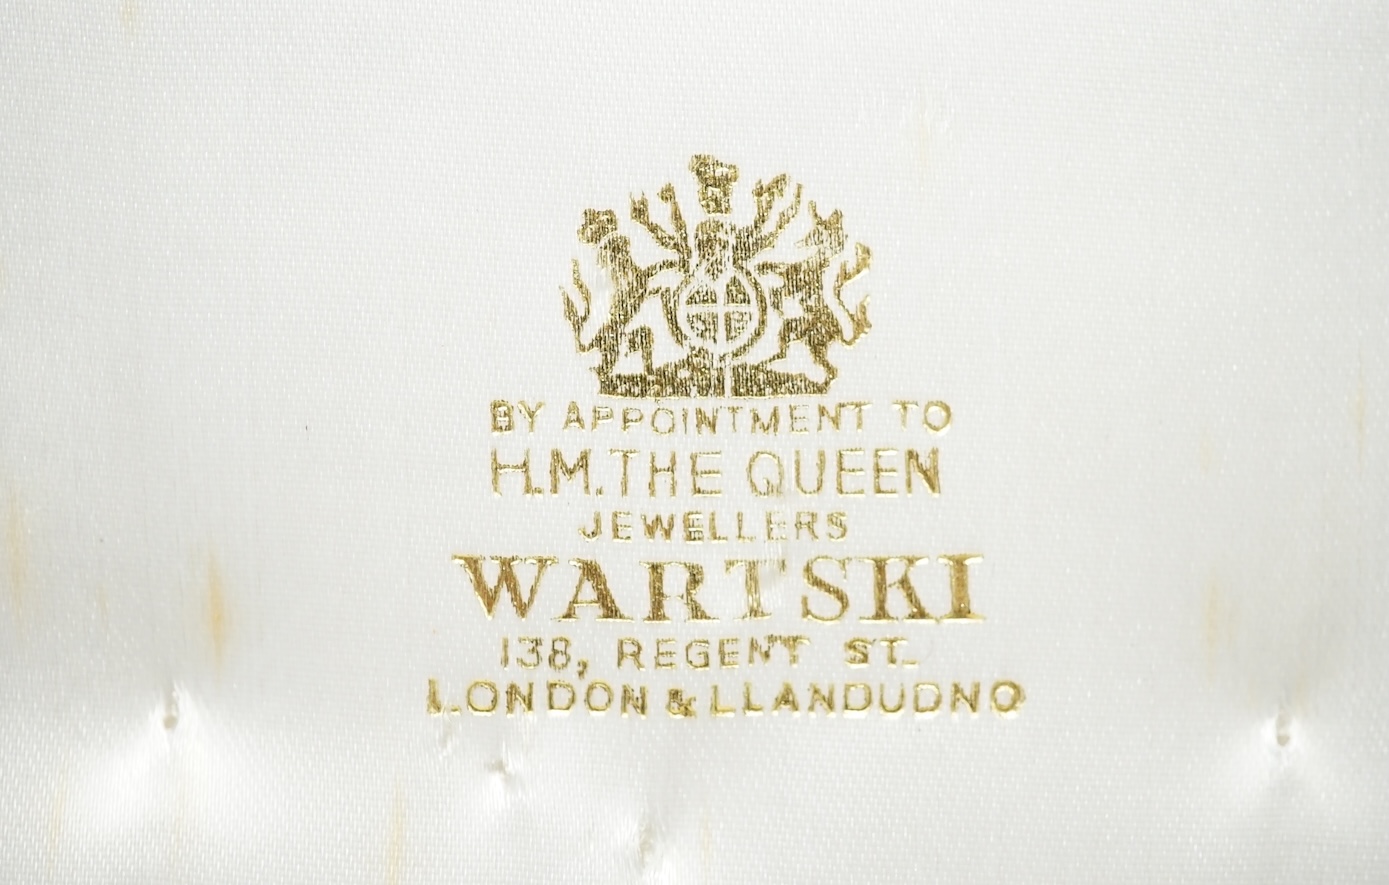 BY APPOINTMENT TO
H.M.THE QUEEN
JEWELLERS
WARTSKI
138, REGENT ST.
LONDON & LLANDUDNO